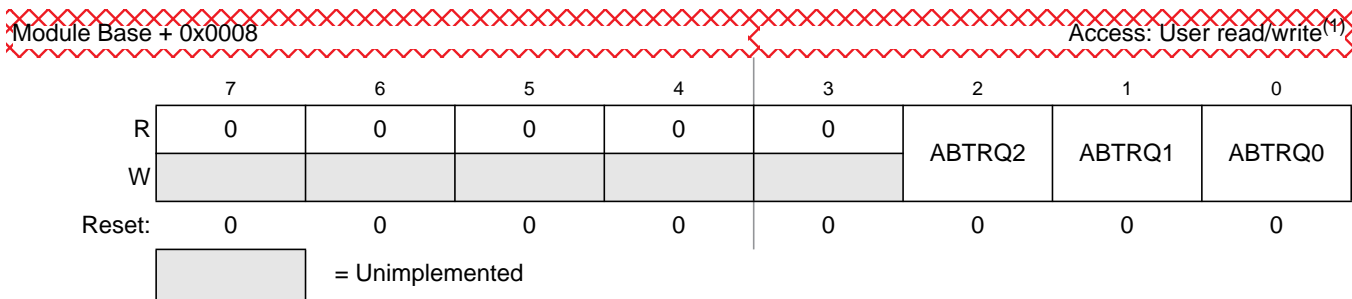 Module Base + 0x0008 Access: User read/write(1)
7 6 5 4 3 2 1 0
R 0 0 0 0 0 ABTRQ2 ABTRQ1 ABTRQ0
W
Reset: 0 0 0 0 0 0 0 0
= Unimplemented